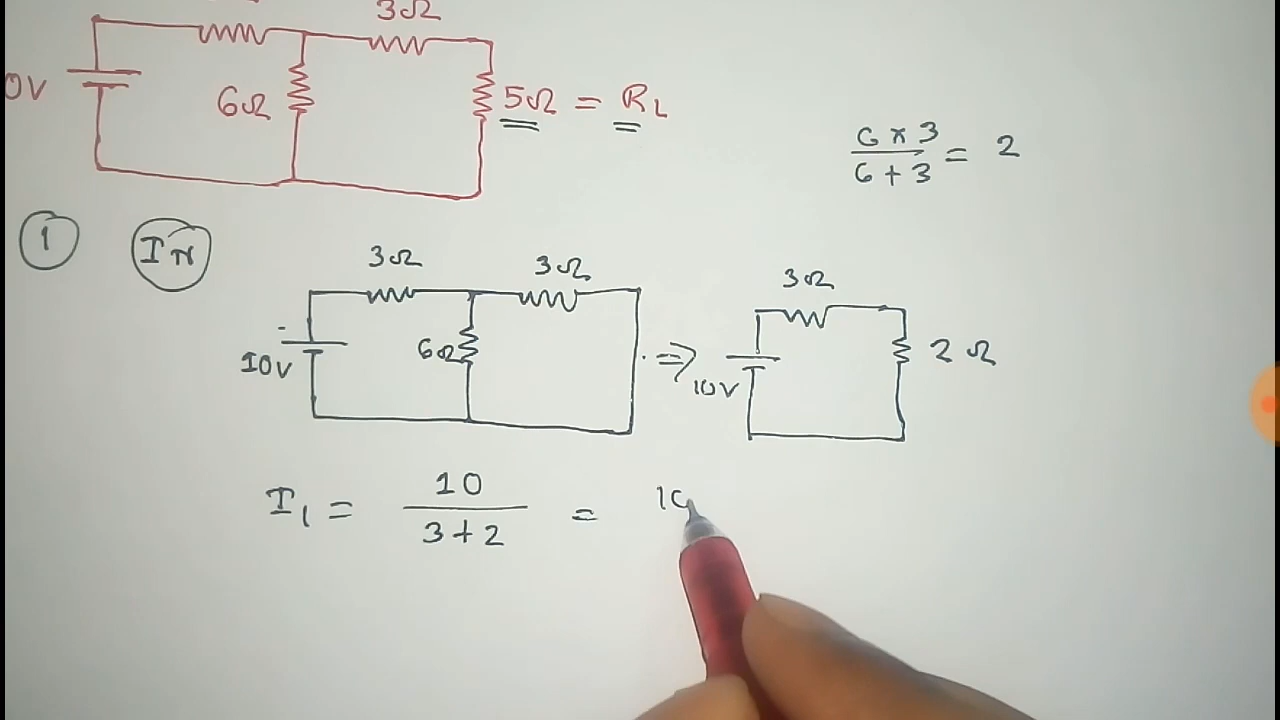 3Ω
0V
6Ω
5Ω = RL
6 × 3
6 + 3
= 2
1
IN
3Ω
3Ω
3Ω
10V
6Ω
⇒
10V
2Ω
I1 = 10 / 3+2 = 10